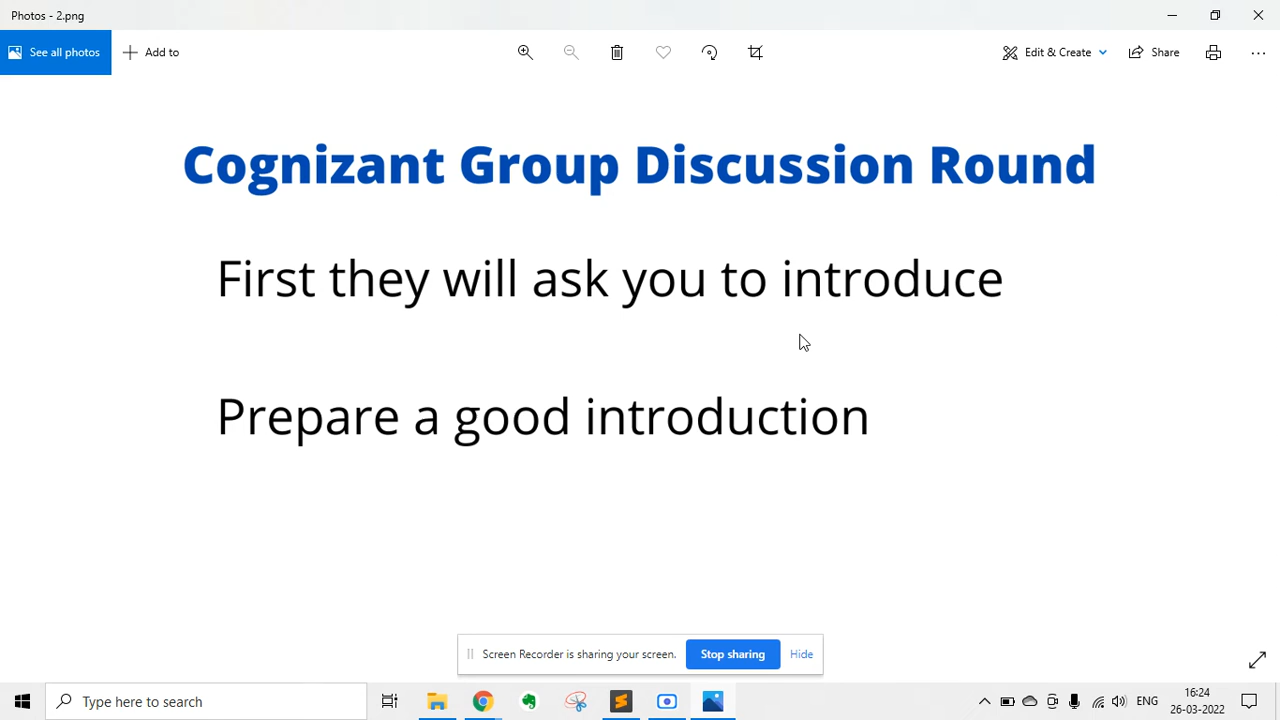 Photos - 2.png
See all photos
Add to
Edit & Create
Share
Cognizant Group Discussion Round
First they will ask you to introduce
Prepare a good introduction
Screen Recorder is sharing your screen.
Stop sharing
Hide
Type here to search
ENG
16:24
26-03-2022